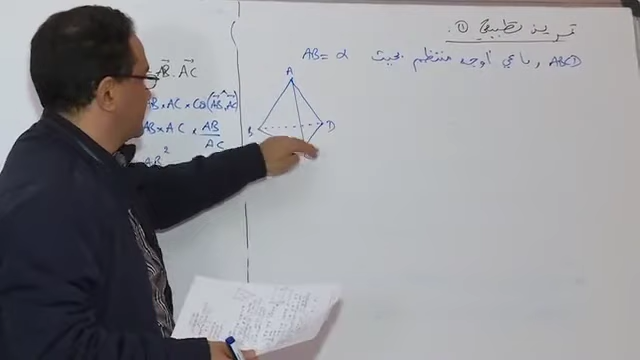 تمرين تطبيقي ①
ABCD رباعي أوجه منتظم بحيث AB = α
A
B
D
AB . AC
AB × AC × cos(AB, AC)
AB × AC × AB/AC
AB²